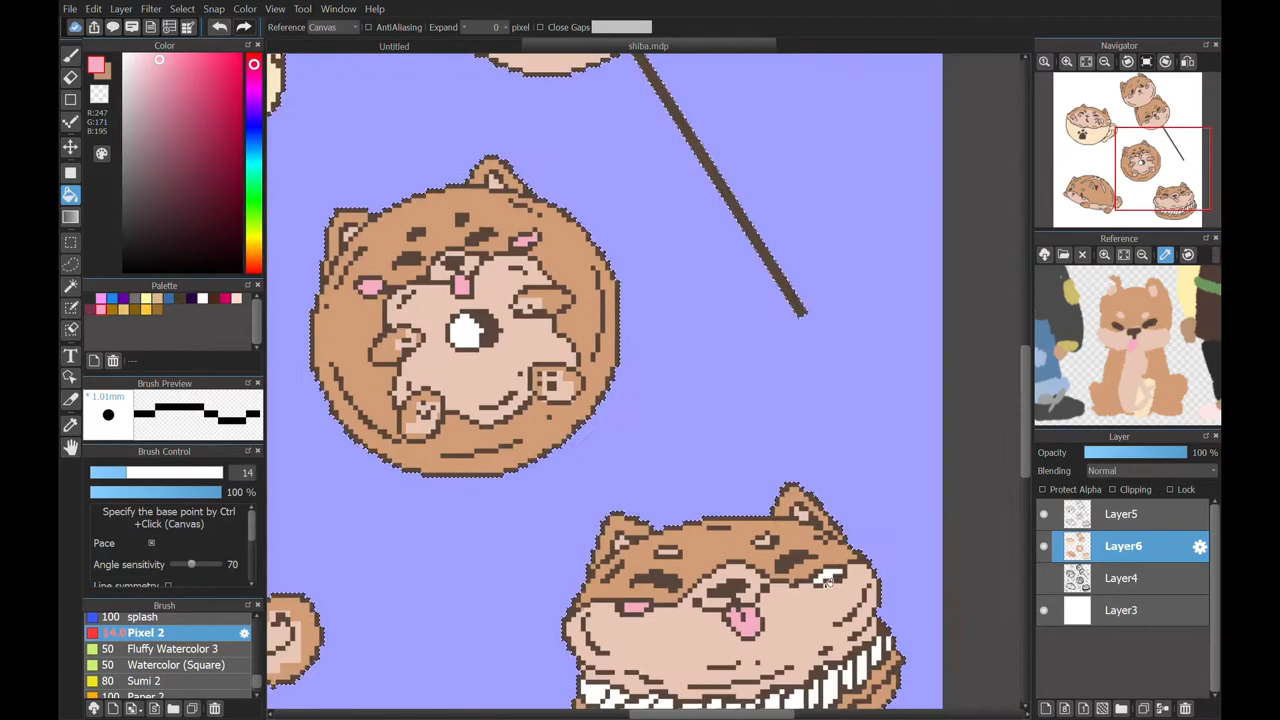 File Edit Layer Filter Select Snap Color View Tool Window Help
Reference Canvas AntiAliasing Expand 0 pixel Close Gaps
Color
Untitled
shiba.mdp
Navigator
R:247
G:171
B:195
Palette
---
Reference
Brush Preview
* 1.01mm
Brush Control
14
100 %
Specify the base point by Ctrl
+Click (Canvas)
Pace
Angle sensitivity 70
Line symmetry
Brush
100 splash
14.0 Pixel 2
50 Fluffy Watercolor 3
50 Watercolor (Square)
80 Sumi 2
100 Paper 2
Layer
Opacity 100 %
Blending Normal
Protect Alpha Clipping Lock
Layer5
Layer6
Layer4
Layer3